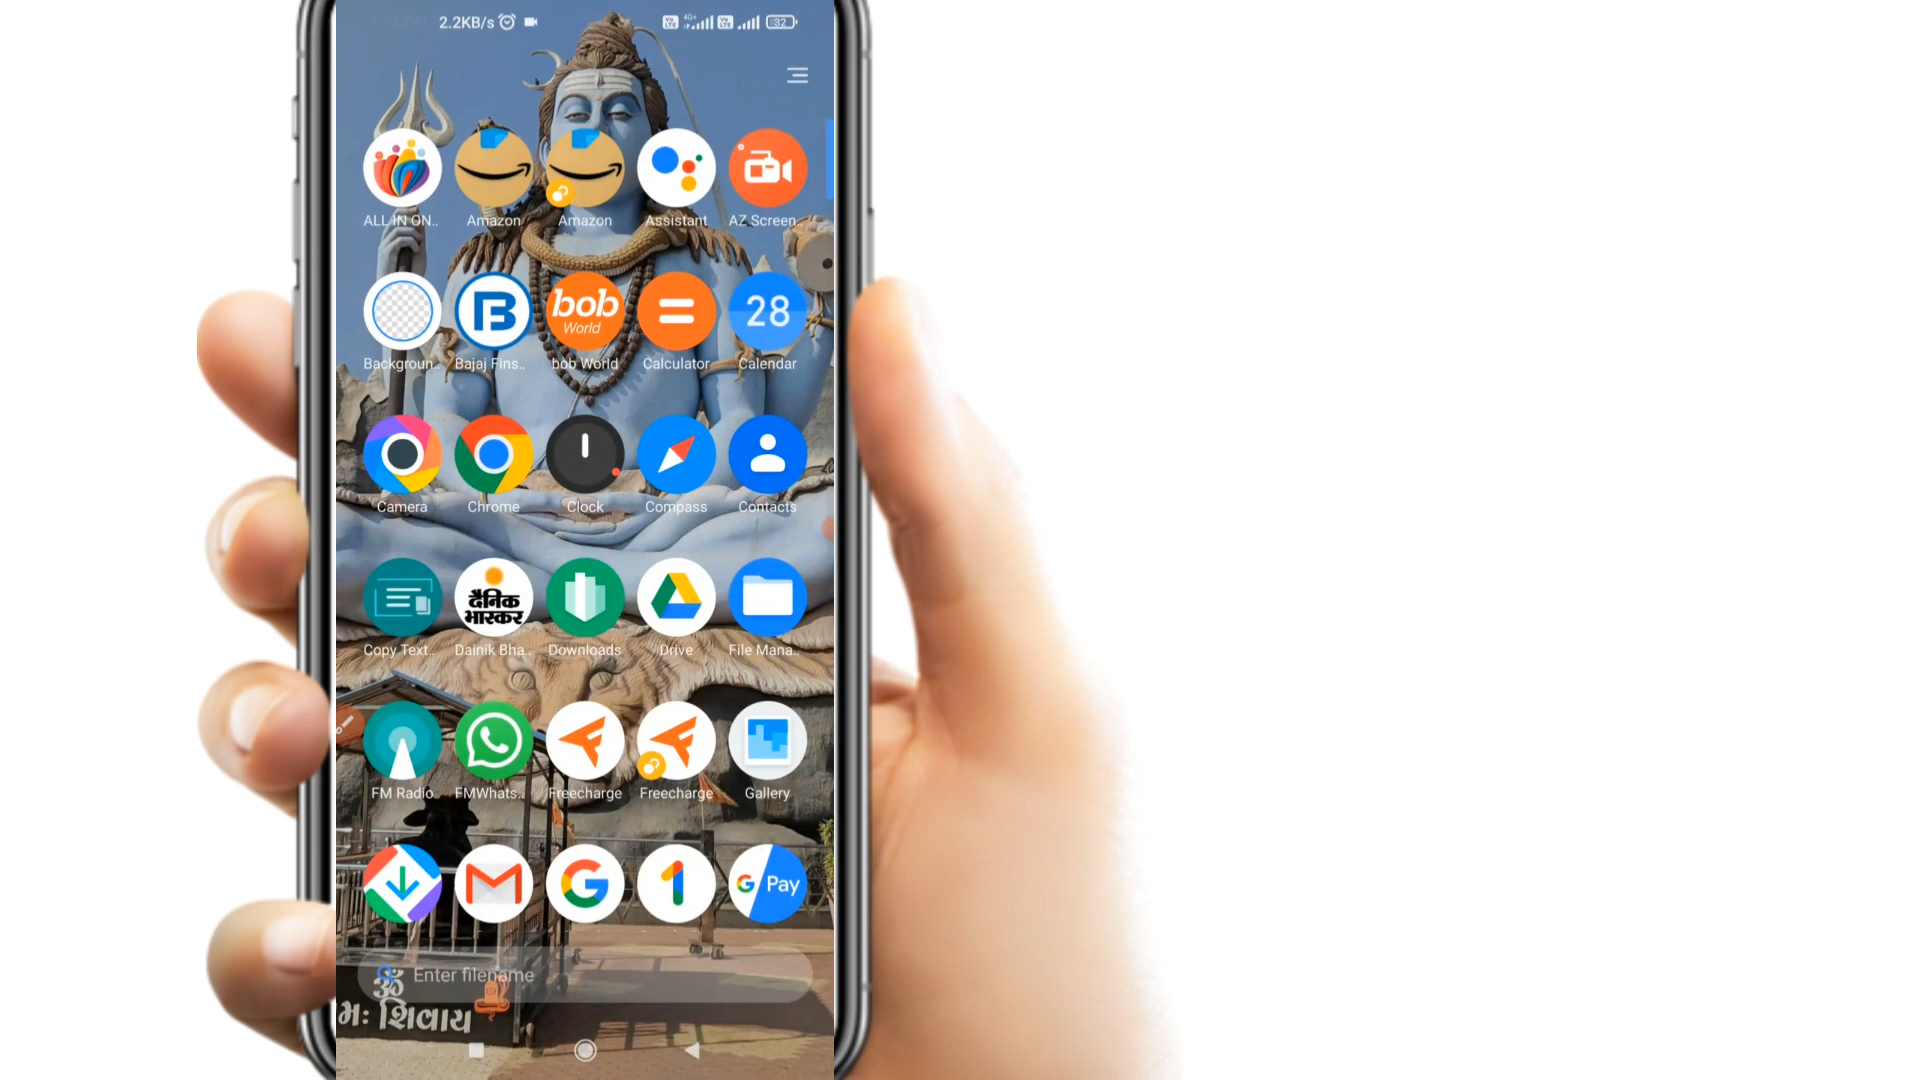 2.2KB/s 4G+ 32
ALL IN ON.. Amazon Amazon Assistant AZ Screen..
bob World 28
Backgroun.. Bajaj Fins.. bob World Calculator Calendar
Camera Chrome Clock Compass Contacts
दैनिक
भास्कर
Copy Text.. Dainik Bha.. Downloads Drive File Mana..
FM Radio FMWhats.. Freecharge Freecharge Gallery
G Pay
Enter filename
ॐ
મઃ શિવાય